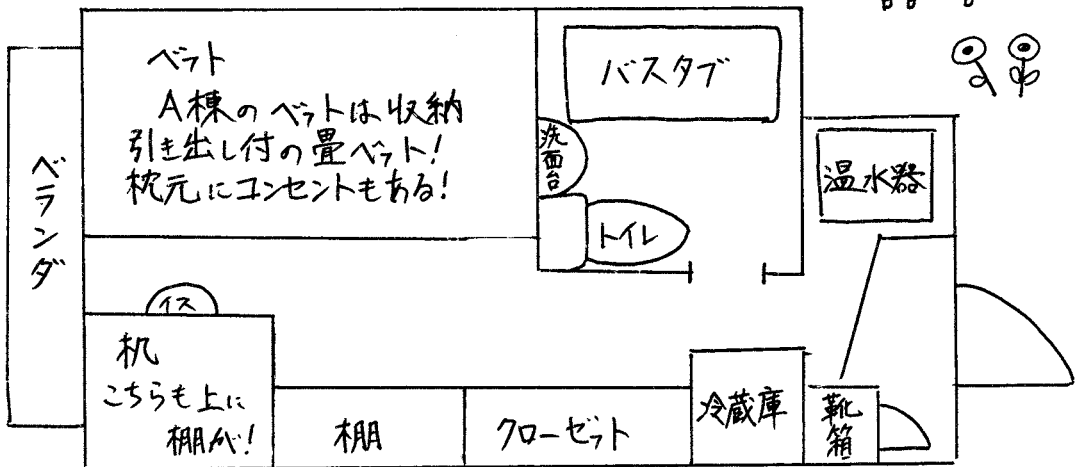 ベット
A棟のベットは収納
引き出し付の畳ベット!
枕元にコンセントもある!
バスタブ
洗面台
トイレ
温水器
ベランダ
イス
机
こちらも上に
棚が!
棚
クローゼット
冷蔵庫
靴箱